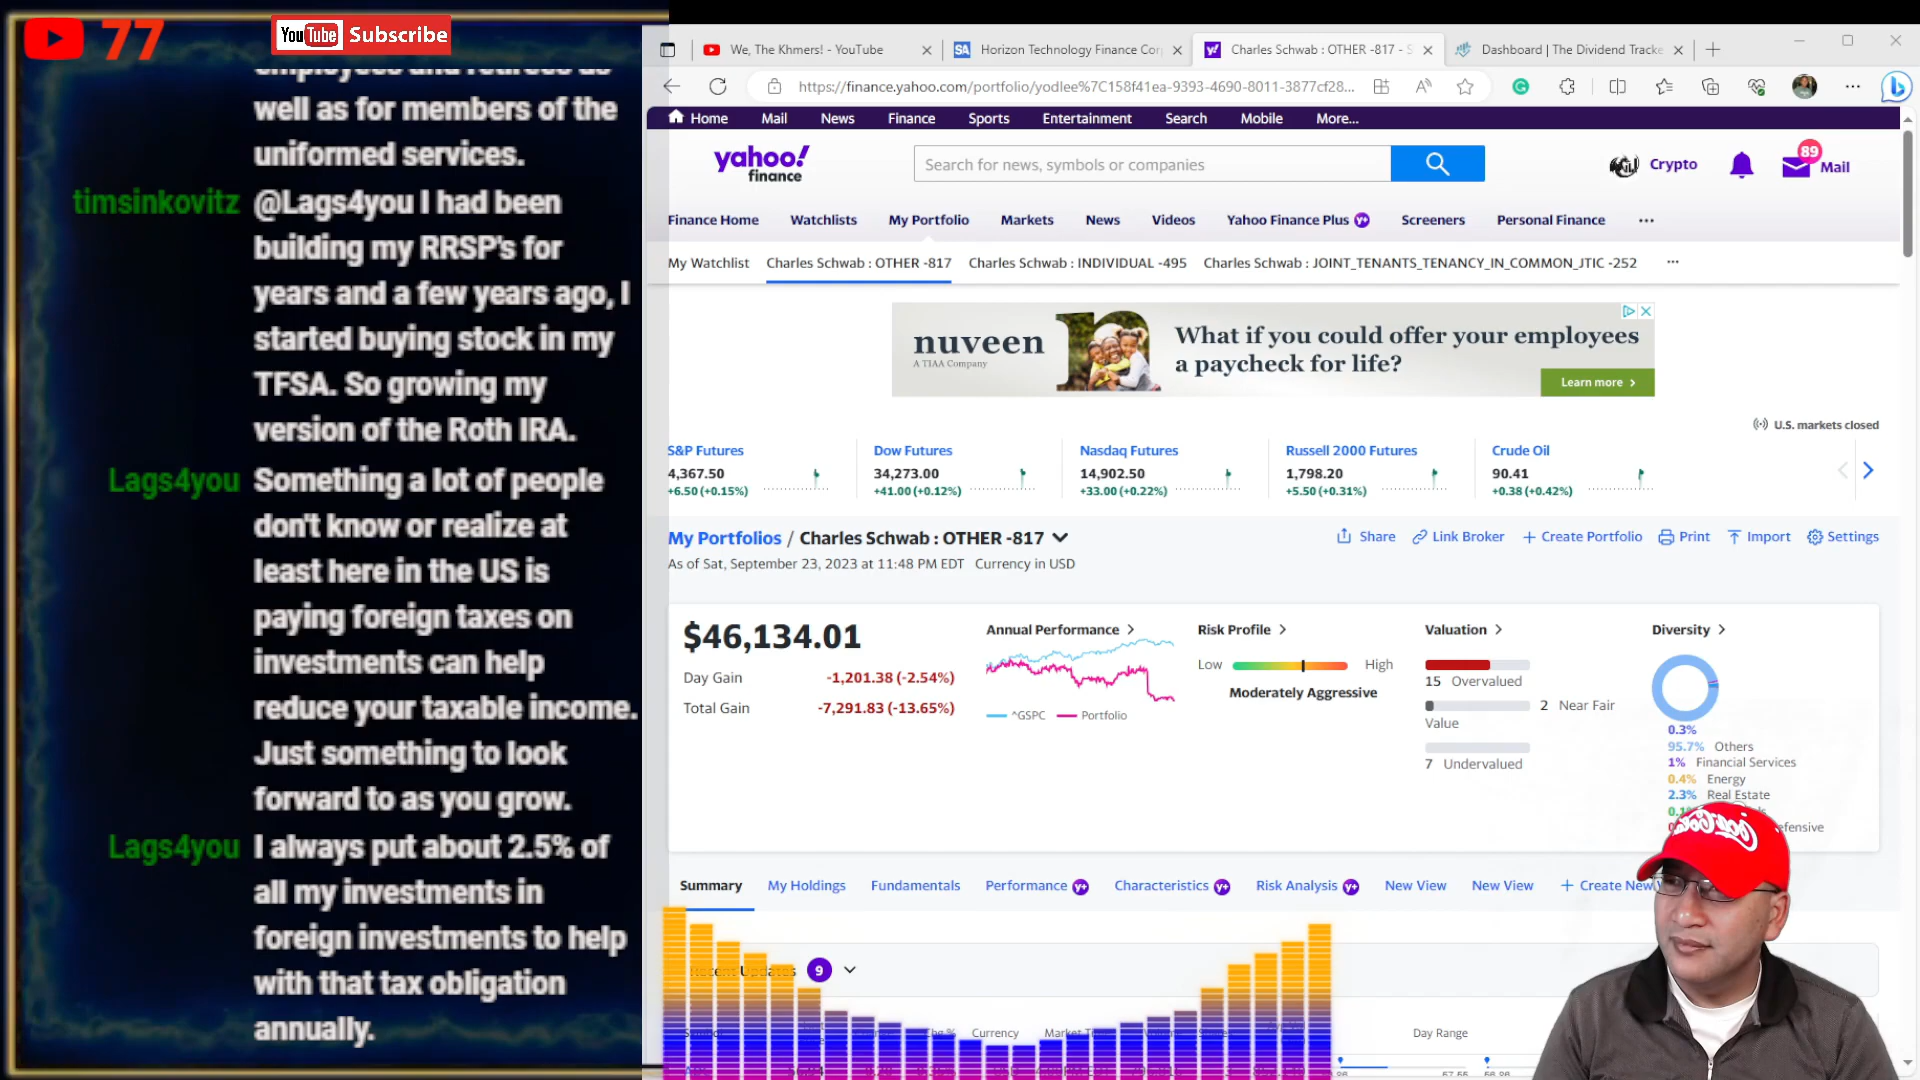 77
YouTube Subscribe
employees and retirees as
well as for members of the
uniformed services.
timsinkovitz @Lags4you I had been
building my RRSP's for
years and a few years ago, I
started buying stock in my
TFSA. So growing my
version of the Roth IRA.
Lags4you Something a lot of people
don't know or realize at
least here in the US is
paying foreign taxes on
investments can help
reduce your taxable income.
Just something to look
forward to as you grow.
Lags4you I always put about 2.5% of
all my investments in
foreign investments to help
with that tax obligation
annually.
We, The Khmers! - YouTube
Horizon Technology Finance Cor
Charles Schwab : OTHER -817 - S
Dashboard | The Dividend Tracke
https://finance.yahoo.com/portfolio/yodlee%7C158f41ea-9393-4690-8011-3877cf28...
Home Mail News Finance Sports Entertainment Search Mobile More...
yahoo!
finance
Search for news, symbols or companies
Crypto
89
Mail
Finance Home Watchlists My Portfolio Markets News Videos Yahoo Finance Plus Screeners Personal Finance ...
My Watchlist Charles Schwab : OTHER -817 Charles Schwab : INDIVIDUAL -495 Charles Schwab : JOINT_TENANTS_TENANCY_IN_COMMON_JTIC -252 ...
nuveen
A TIAA Company
What if you could offer your employees
a paycheck for life?
Learn more >
U.S. markets closed
S&P Futures Dow Futures Nasdaq Futures Russell 2000 Futures Crude Oil
4,367.50 34,273.00 14,902.50 1,798.20 90.41
+6.50 (+0.15%) +41.00 (+0.12%) +33.00 (+0.22%) +5.50 (+0.31%) +0.38 (+0.42%)
My Portfolios / Charles Schwab : OTHER -817
Share Link Broker + Create Portfolio Print Import Settings
As of Sat, September 23, 2023 at 11:48 PM EDT Currency in USD
$46,134.01
Day Gain -1,201.38 (-2.54%)
Total Gain -7,291.83 (-13.65%)
Annual Performance >
^GSPC Portfolio
Risk Profile >
Low High
Moderately Aggressive
Valuation >
15 Overvalued
2 Near Fair
Value
7 Undervalued
Diversity >
0.3%
95.7% Others
1% Financial Services
0.4% Energy
2.3% Real Estate
Coca-Cola
Summary My Holdings Fundamentals Performance Characteristics Risk Analysis New View New View + Create New
Recent Updates 9
Chg % Currency Day Range